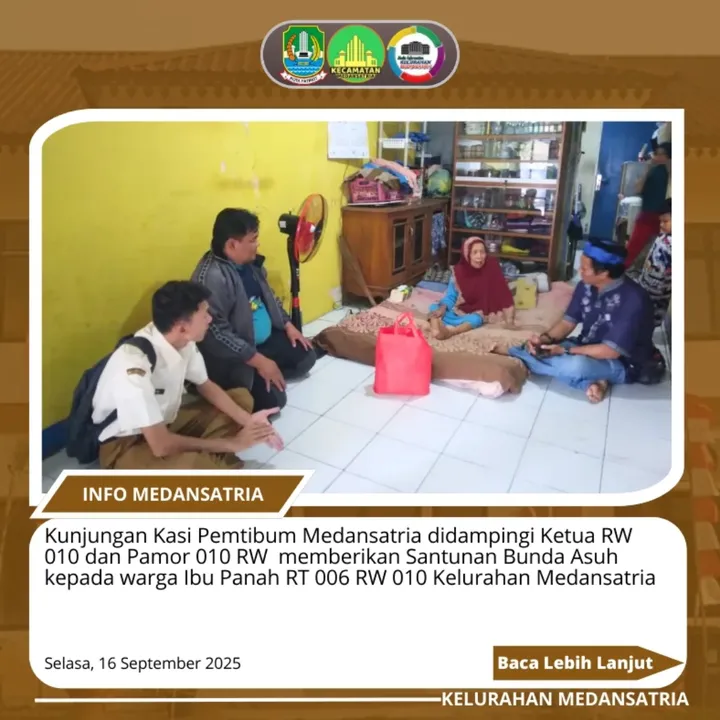 KECAMATAN
INFO MEDANSATRIA
Kunjungan Kasi Pemtibum Medansatria didampingi Ketua RW
010 dan Pamor 010 RW memberikan Santunan Bunda Asuh
kepada warga Ibu Panah RT 006 RW 010 Kelurahan Medansatria
Selasa, 16 September 2025
Baca Lebih Lanjut
KELURAHAN MEDANSATRIA